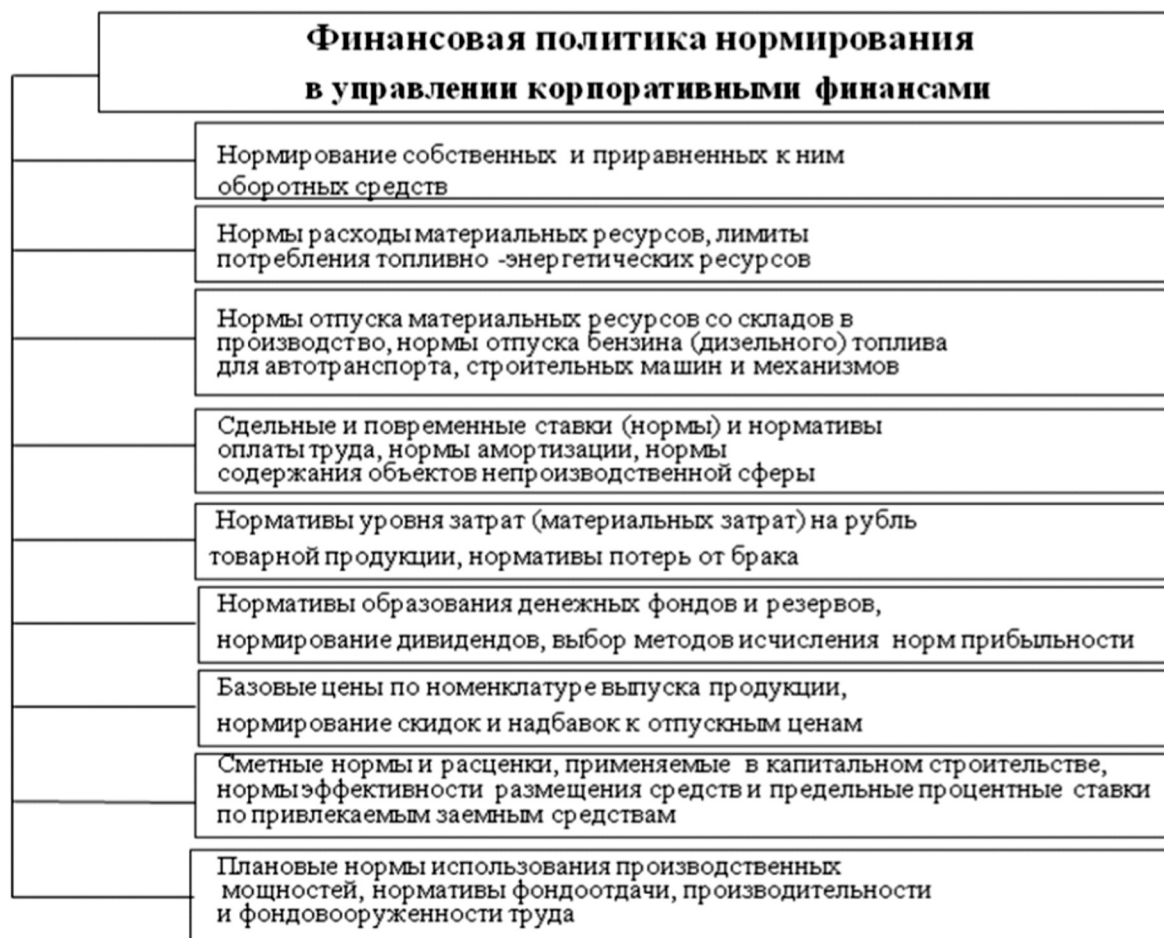 Финансовая политика нормирования
в управлении корпоративными финансами
Нормирование собственных и приравненных к ним
оборотных средств
Нормы расходы материальных ресурсов, лимиты
потребления топливно -энергетических ресурсов
Нормы отпуска материальных ресурсов со складов в
производство, нормы отпуска бензина (дизельного) топлива
для автотранспорта, строительных машин и механизмов
Сдельные и повременные ставки (нормы) и нормативы
оплаты труда, нормы амортизации, нормы
содержания объектов непроизводственной сферы
Нормативы уровня затрат (материальных затрат) на рубль
товарной продукции, нормативы потерь от брака
Нормативы образования денежных фондов и резервов,
нормирование дивидендов, выбор методов исчисления норм прибыльности
Базовые цены по номенклатуре выпуска продукции,
нормирование скидок и надбавок к отпускным ценам
Сметные нормы и расценки, применяемые в капитальном строительстве,
нормы эффективности размещения средств и предельные процентные ставки
по привлекаемым заемным средствам
Плановые нормы использования производственных
мощностей, нормативы фондоотдачи, производительности
и фондовооруженности труда